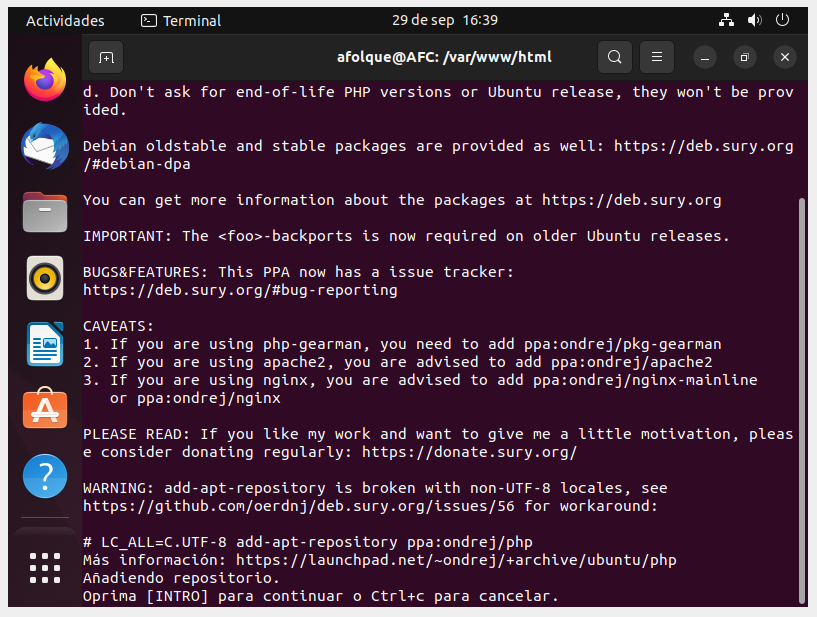 Actividades
Terminal
29 de sep 16:39
afolque@AFC: /var/www/html
d. Don't ask for end-of-life PHP versions or Ubuntu release, they won't be prov
ided.
Debian oldstable and stable packages are provided as well: https://deb.sury.org
/#debian-dpa
You can get more information about the packages at https://deb.sury.org
IMPORTANT: The <foo>-backports is now required on older Ubuntu releases.
BUGS&FEATURES: This PPA now has a issue tracker:
https://deb.sury.org/#bug-reporting
CAVEATS:
1. If you are using php-gearman, you need to add ppa:ondrej/pkg-gearman
2. If you are using apache2, you are advised to add ppa:ondrej/apache2
3. If you are using nginx, you are advised to add ppa:ondrej/nginx-mainline
or ppa:ondrej/nginx
PLEASE READ: If you like my work and want to give me a little motivation, pleas
e consider donating regularly: https://donate.sury.org/
WARNING: add-apt-repository is broken with non-UTF-8 locales, see
https://github.com/oerdnj/deb.sury.org/issues/56 for workaround:
# LC_ALL=C.UTF-8 add-apt-repository ppa:ondrej/php
Más información: https://launchpad.net/~ondrej/+archive/ubuntu/php
Añadiendo repositorio.
Oprima [INTRO] para continuar o Ctrl+c para cancelar.